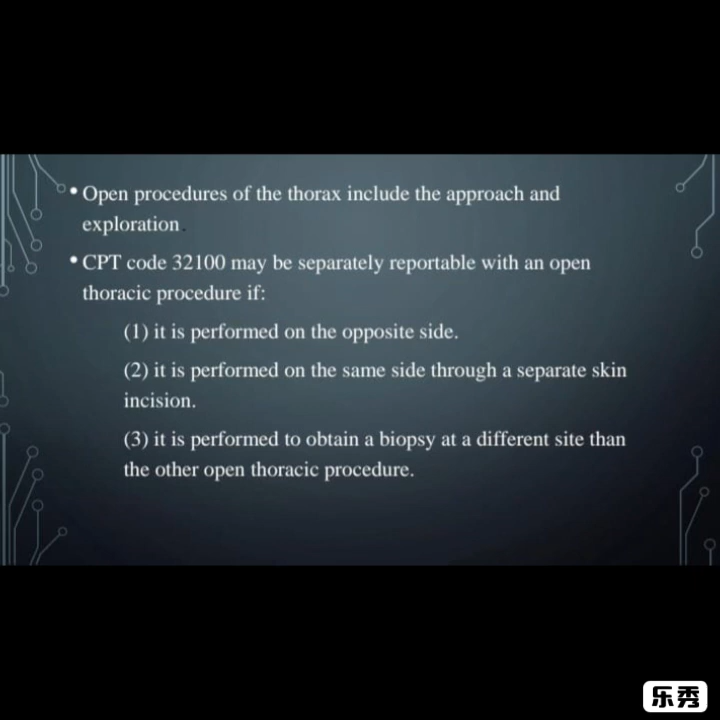 • Open procedures of the thorax include the approach and
exploration.
• CPT code 32100 may be separately reportable with an open
thoracic procedure if:
(1) it is performed on the opposite side.
(2) it is performed on the same side through a separate skin
incision.
(3) it is performed to obtain a biopsy at a different site than
the other open thoracic procedure.
乐秀